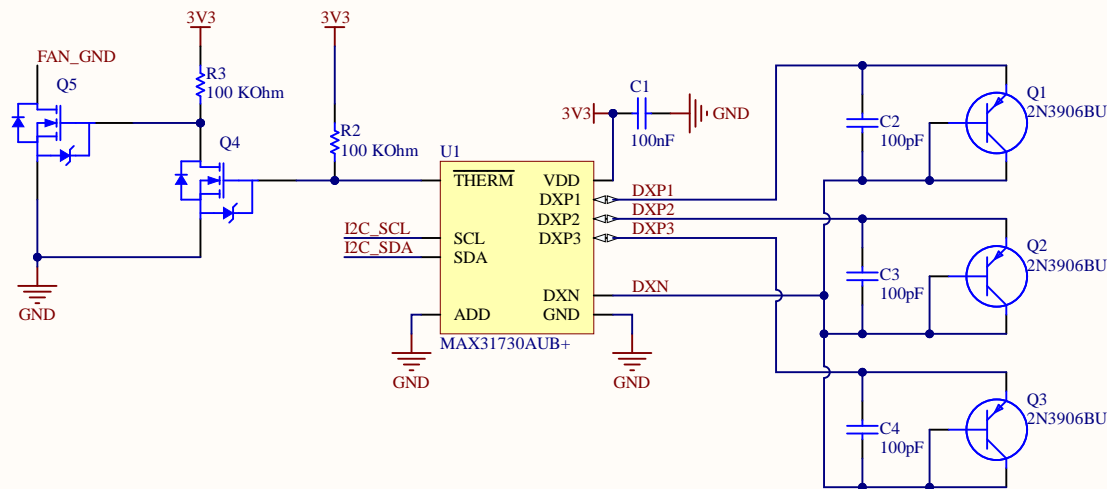 3V3
3V3
FAN_GND
Q5
R3
100 KOhm
Q4
R2
100 KOhm
C1
3V3
100nF
GND
U1
THERM
VDD
DXP1
DXP1
DXP2
DXP2
DXP3
DXP3
I2C_SCL
SCL
I2C_SDA
SDA
DXN
DXN
ADD
GND
MAX31730AUB+
GND
GND
GND
C2
100pF
Q1
2N3906BU
C3
100pF
Q2
2N3906BU
C4
100pF
Q3
2N3906BU